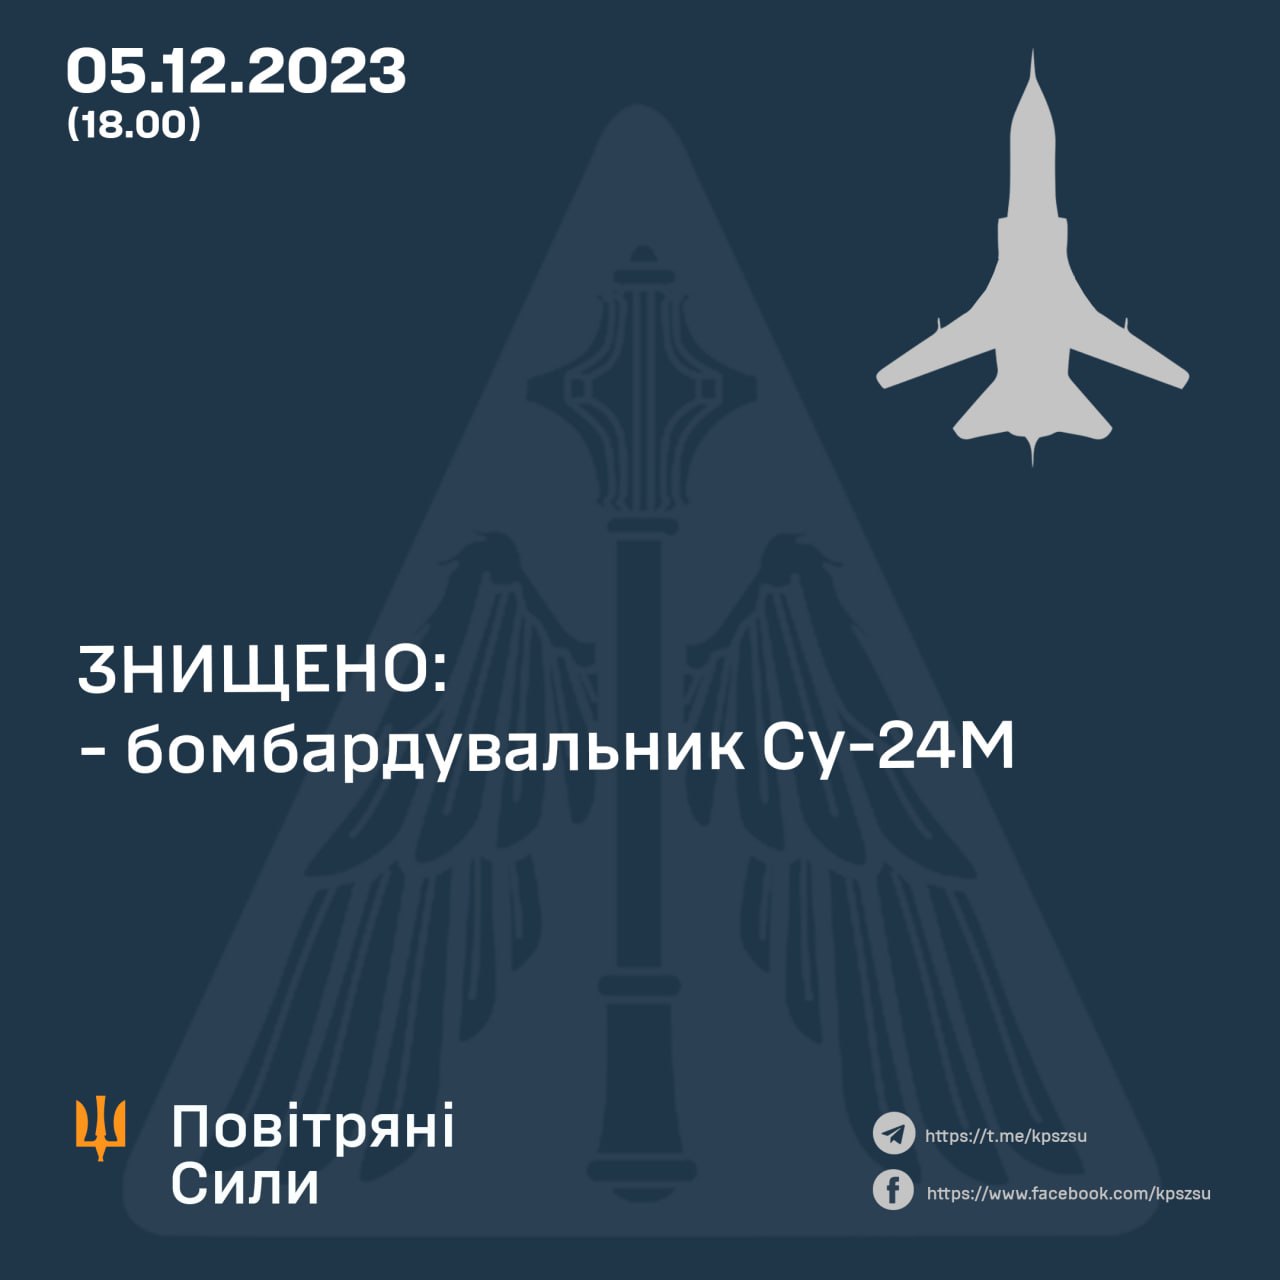 05.12.2023
(18.00)
ЗНИЩЕНО:
- бомбардувальник Су-24М
Повітряні
Сили
https://t.me/kpszsu
https://www.facebook.com/kpszsu